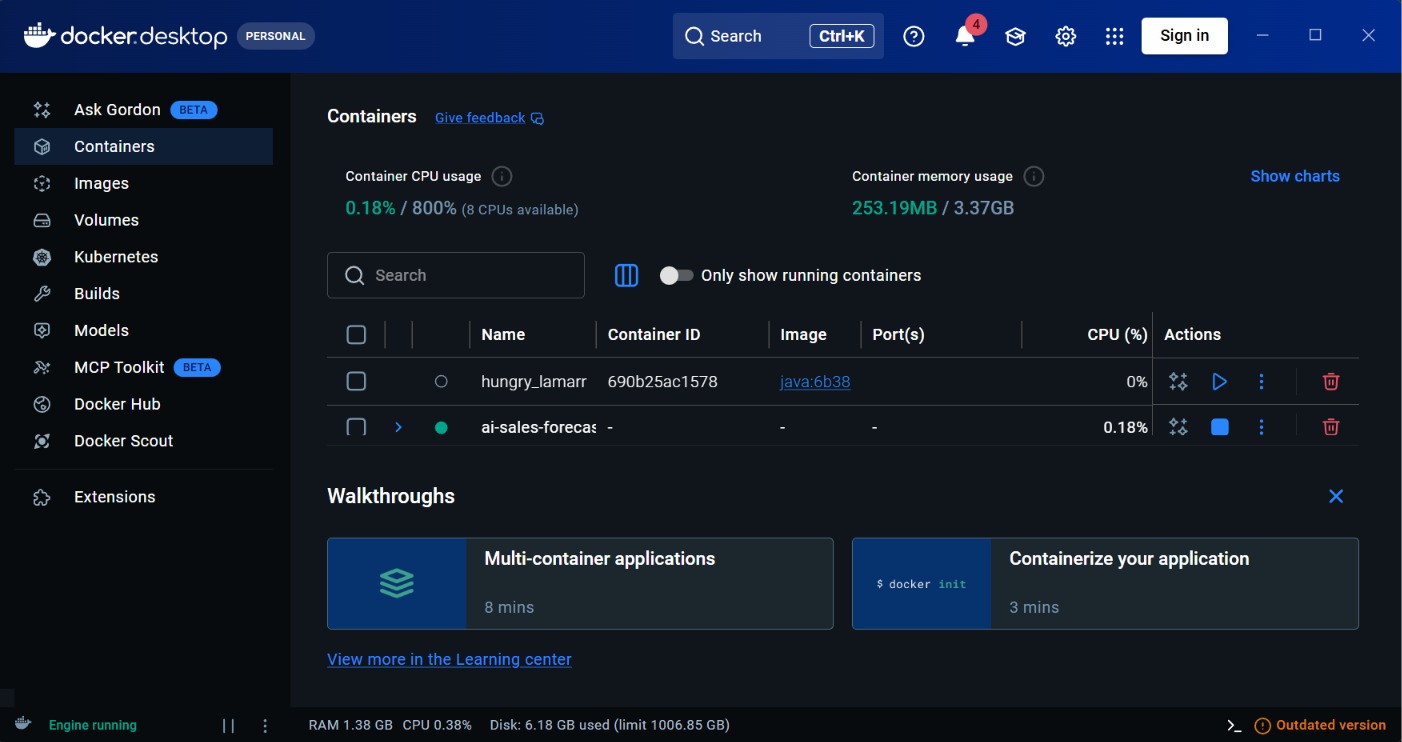 docker.desktop PERSONAL Search Ctrl+K 4 Sign in
Ask Gordon BETA
Containers
Images
Volumes
Kubernetes
Builds
Models
MCP Toolkit BETA
Docker Hub
Docker Scout
Extensions
Containers Give feedback
Container CPU usage
0.18% / 800% (8 CPUs available)
Container memory usage
253.19MB / 3.37GB
Show charts
Search
Only show running containers
Name Container ID Image Port(s) CPU (%) Actions
hungry_lamarr 690b25ac1578 java:6b38 0%
ai-sales-forecas - - - 0.18%
Walkthroughs
Multi-container applications
8 mins
$ docker init
Containerize your application
3 mins
View more in the Learning center
Engine running RAM 1.38 GB CPU 0.38% Disk: 6.18 GB used (limit 1006.85 GB) Outdated version